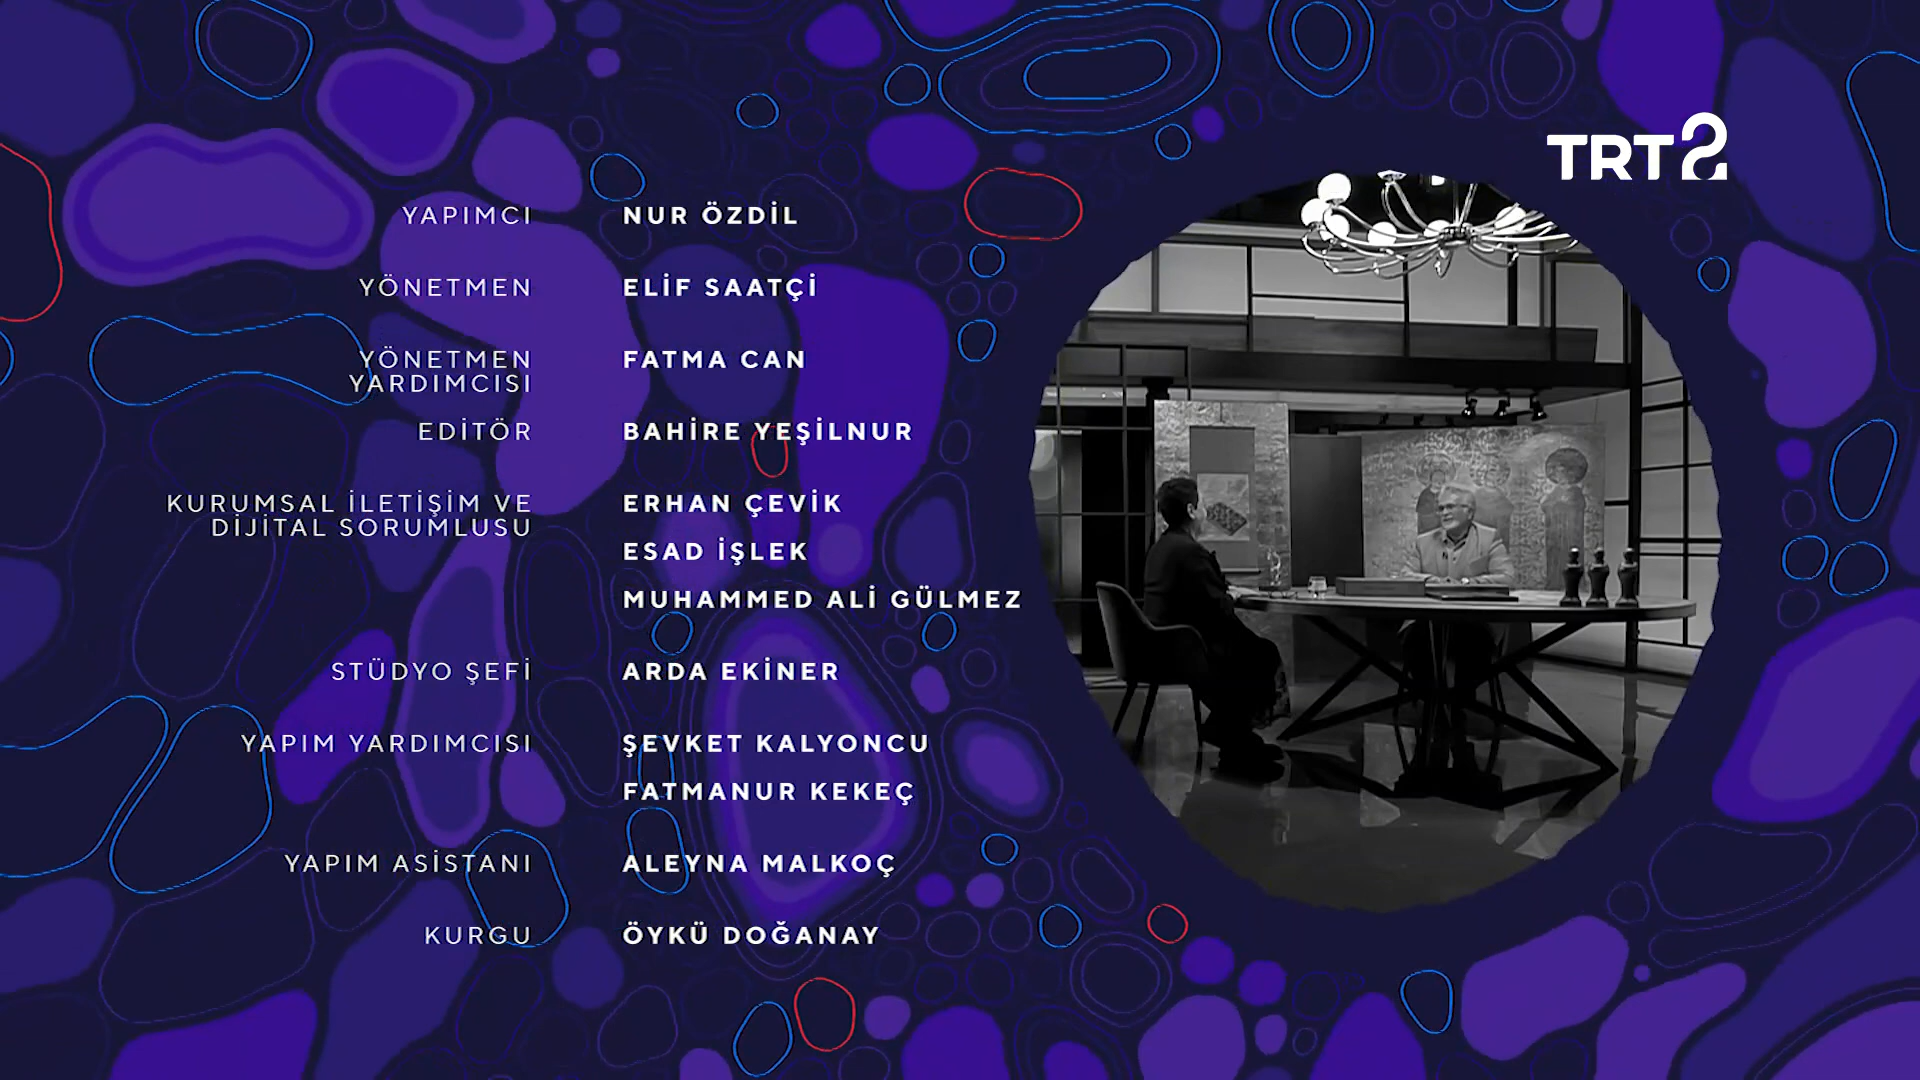 TRT2
YAPIMCI NUR ÖZDİL
YÖNETMEN ELİF SAATÇİ
YÖNETMEN YARDIMCISI FATMA CAN
EDİTÖR BAHİRE YEŞİLNUR
KURUMSAL İLETİŞİM VE DİJİTAL SORUMLUSU ERHAN ÇEVİK
ESAD İŞLEK
MUHAMMED ALİ GÜLMEZ
STÜDYO ŞEFİ ARDA EKİNER
YAPIM YARDIMCISI ŞEVKET KALYONCU
FATMANUR KEKEÇ
YAPIM ASİSTANI ALEYNA MALKOÇ
KURGU ÖYKÜ DOĞANAY